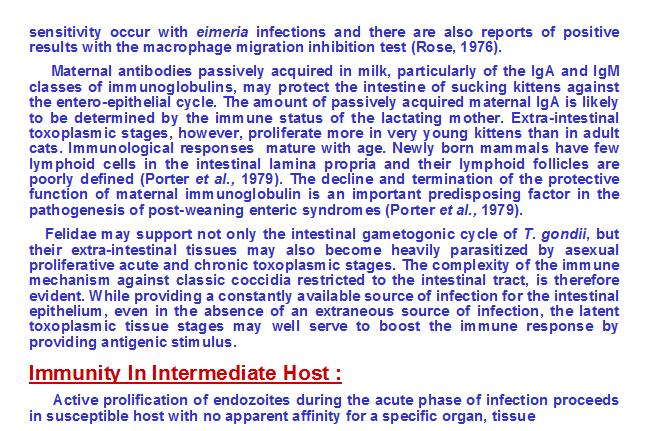 sensitivity occur with eimeria infections and there are also reports of positive
results with the macrophage migration inhibition test (Rose, 1976).
Maternal antibodies passively acquired in milk, particularly of the IgA and IgM
classes of immunoglobulins, may protect the intestine of sucking kittens against
the entero-epithelial cycle. The amount of passively acquired maternal IgA is likely
to be determined by the immune status of the lactating mother. Extra-intestinal
toxoplasmic stages, however, proliferate more in very young kittens than in adult
cats. Immunological responses mature with age. Newly born mammals have few
lymphoid cells in the intestinal lamina propria and their lymphoid follicles are
poorly defined (Porter et al., 1979). The decline and termination of the protective
function of maternal immunoglobulin is an important predisposing factor in the
pathogenesis of post-weaning enteric syndromes (Porter et al., 1979).
Felidae may support not only the intestinal gametogonic cycle of T. gondii, but
their extra-intestinal tissues may also become heavily parasitized by asexual
proliferative acute and chronic toxoplasmic stages. The complexity of the immune
mechanism against classic coccidia restricted to the intestinal tract, is therefore
evident. While providing a constantly available source of infection for the intestinal
epithelium, even in the absence of an extraneous source of infection, the latent
toxoplasmic tissue stages may well serve to boost the immune response by
providing antigenic stimulus.
Immunity In Intermediate Host :
Active prolification of endozoites during the acute phase of infection proceeds
in susceptible host with no apparent affinity for a specific organ, tissue